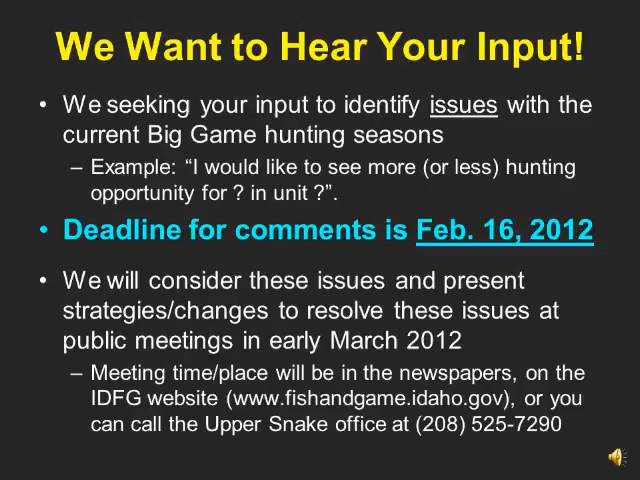 We Want to Hear Your Input!
• We seeking your input to identify issues with the
current Big Game hunting seasons
– Example: “I would like to see more (or less) hunting
opportunity for ? in unit ?”.
• Deadline for comments is Feb. 16, 2012
• We will consider these issues and present
strategies/changes to resolve these issues at
public meetings in early March 2012
– Meeting time/place will be in the newspapers, on the
IDFG website (www.fishandgame.idaho.gov), or you
can call the Upper Snake office at (208) 525-7290